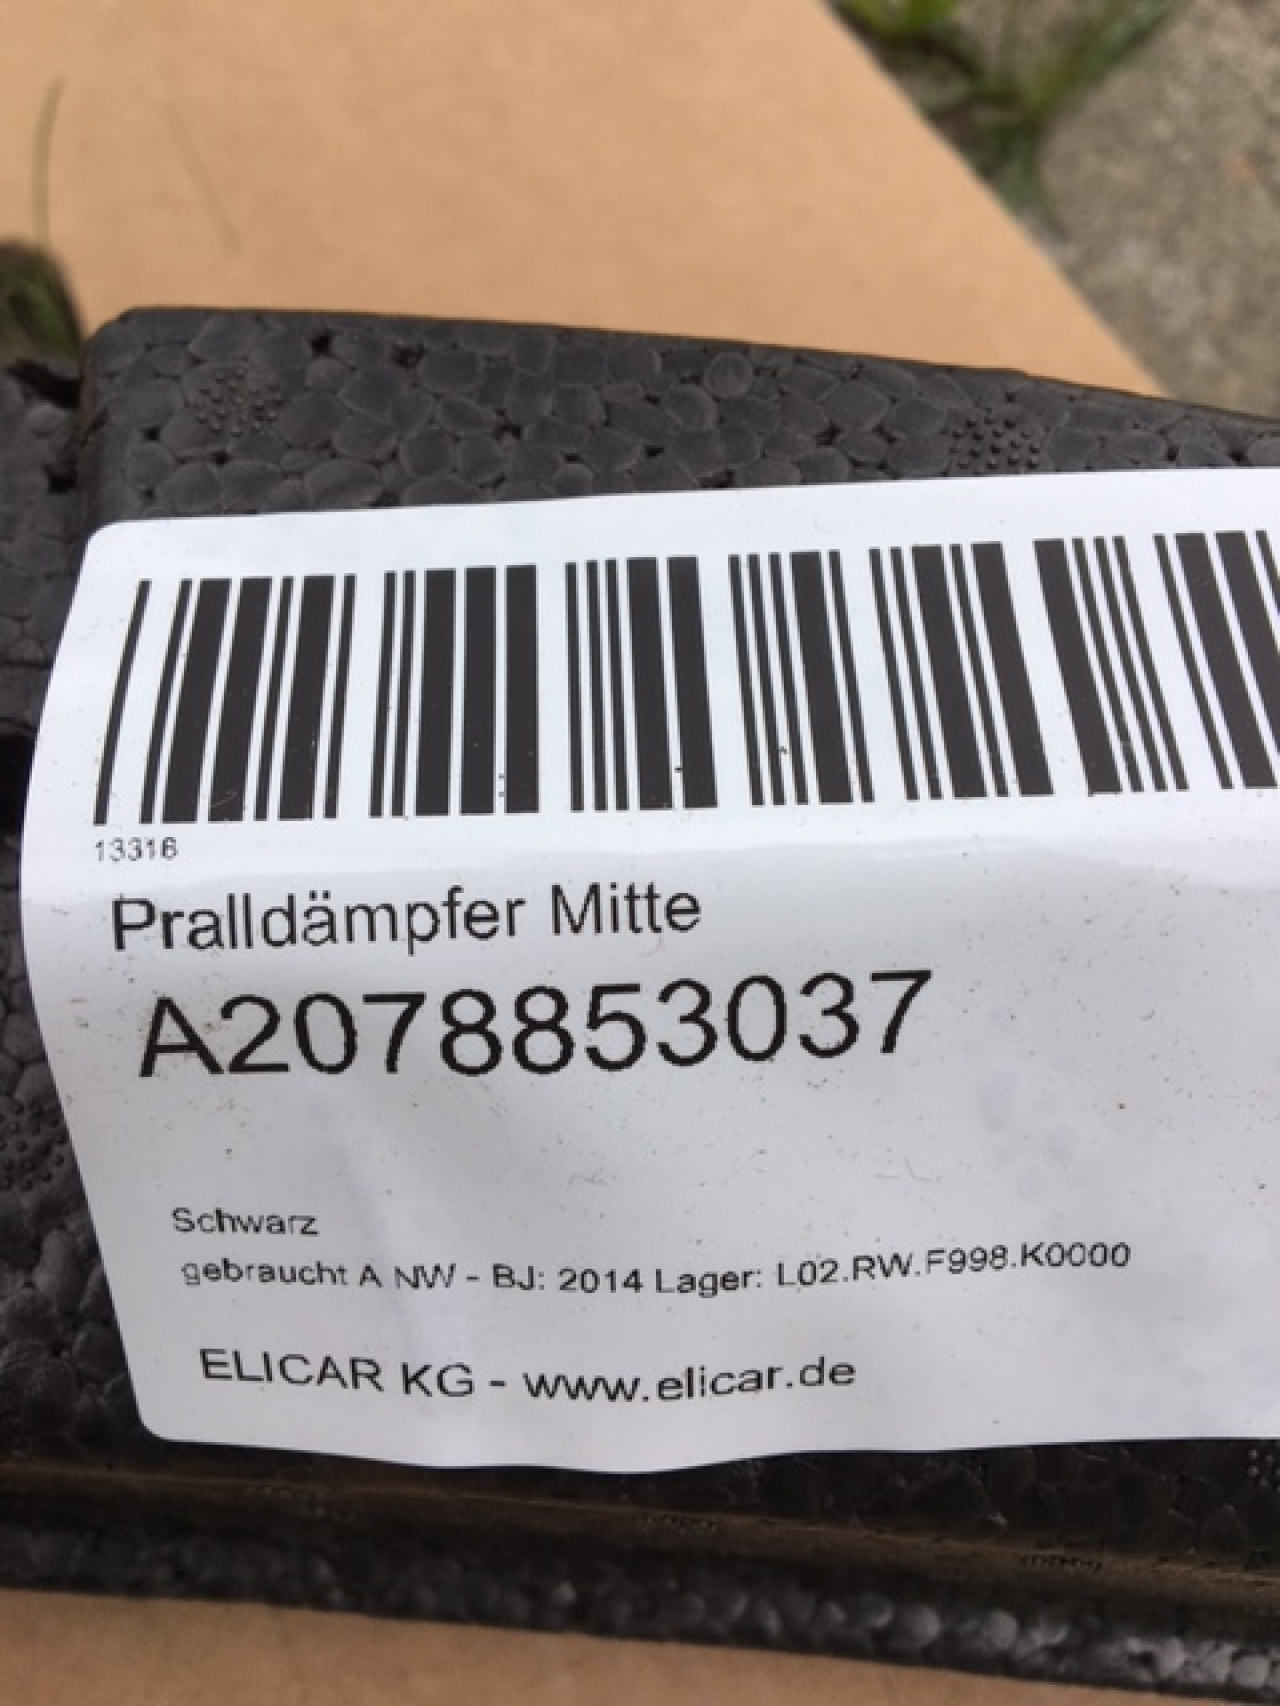 13316
Pralldämpfer Mitte
A2078853037
Schwarz
gebraucht A NW - BJ: 2014 Lager: L02.RW.F998.K0000
ELICAR KG - www.elicar.de